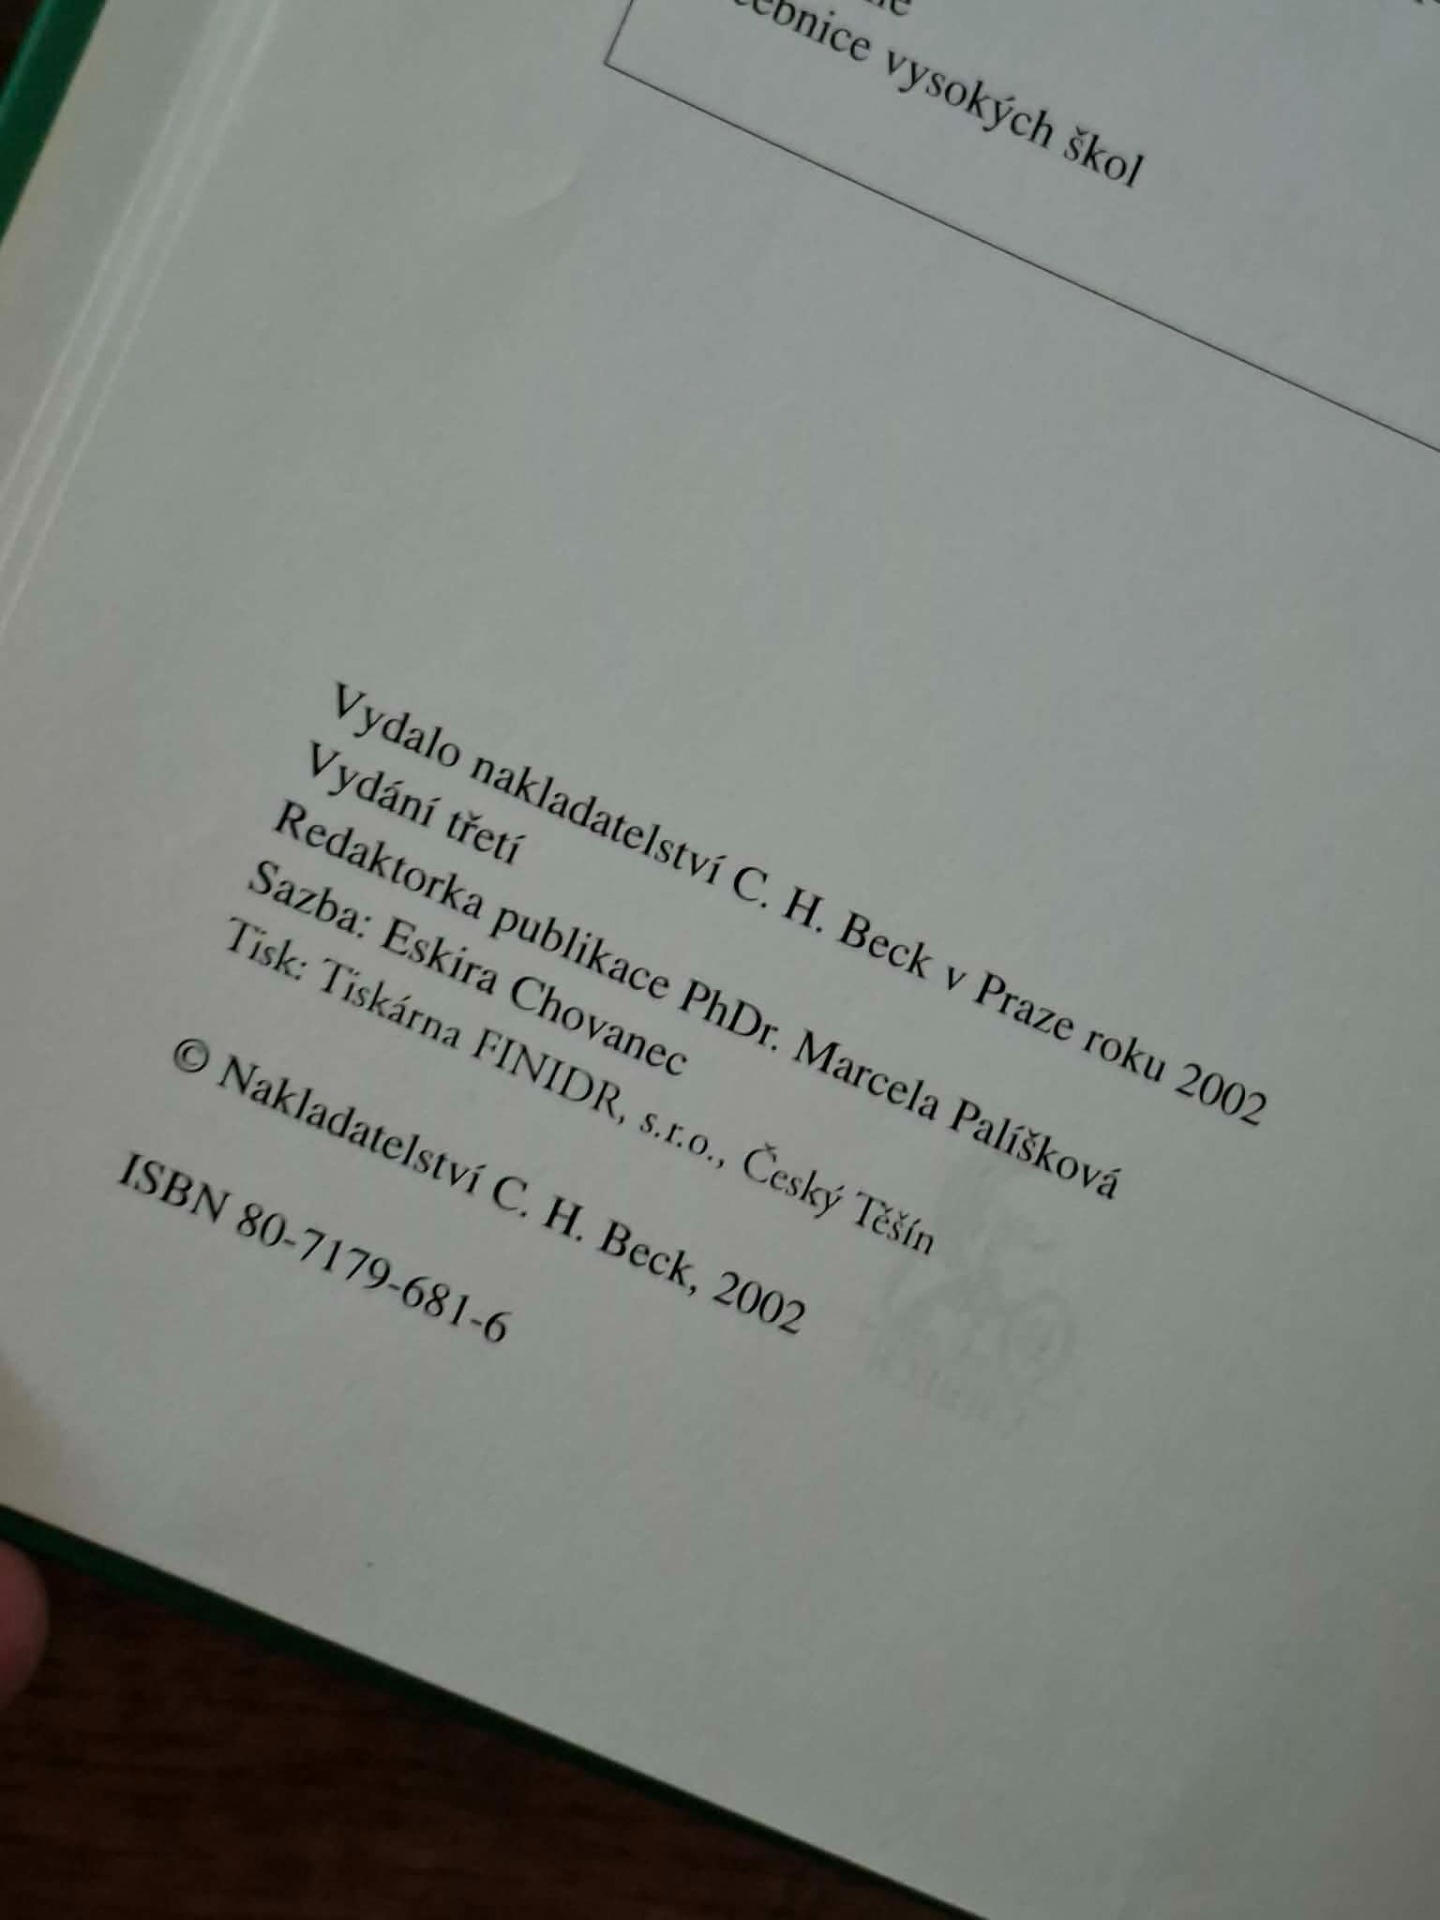 vysokých škol
Vydalo nakladatelství C. H. Beck v Praze roku 2002
Vydání třetí
Redaktorka publikace PhDr. Marcela Palíšková
Sazba: Eskira Chovanec
Tisk: Tiskárna FINIDR, s.r.o., Český Těšín
© Nakladatelství C. H. Beck, 2002
ISBN 80-7179-681-6